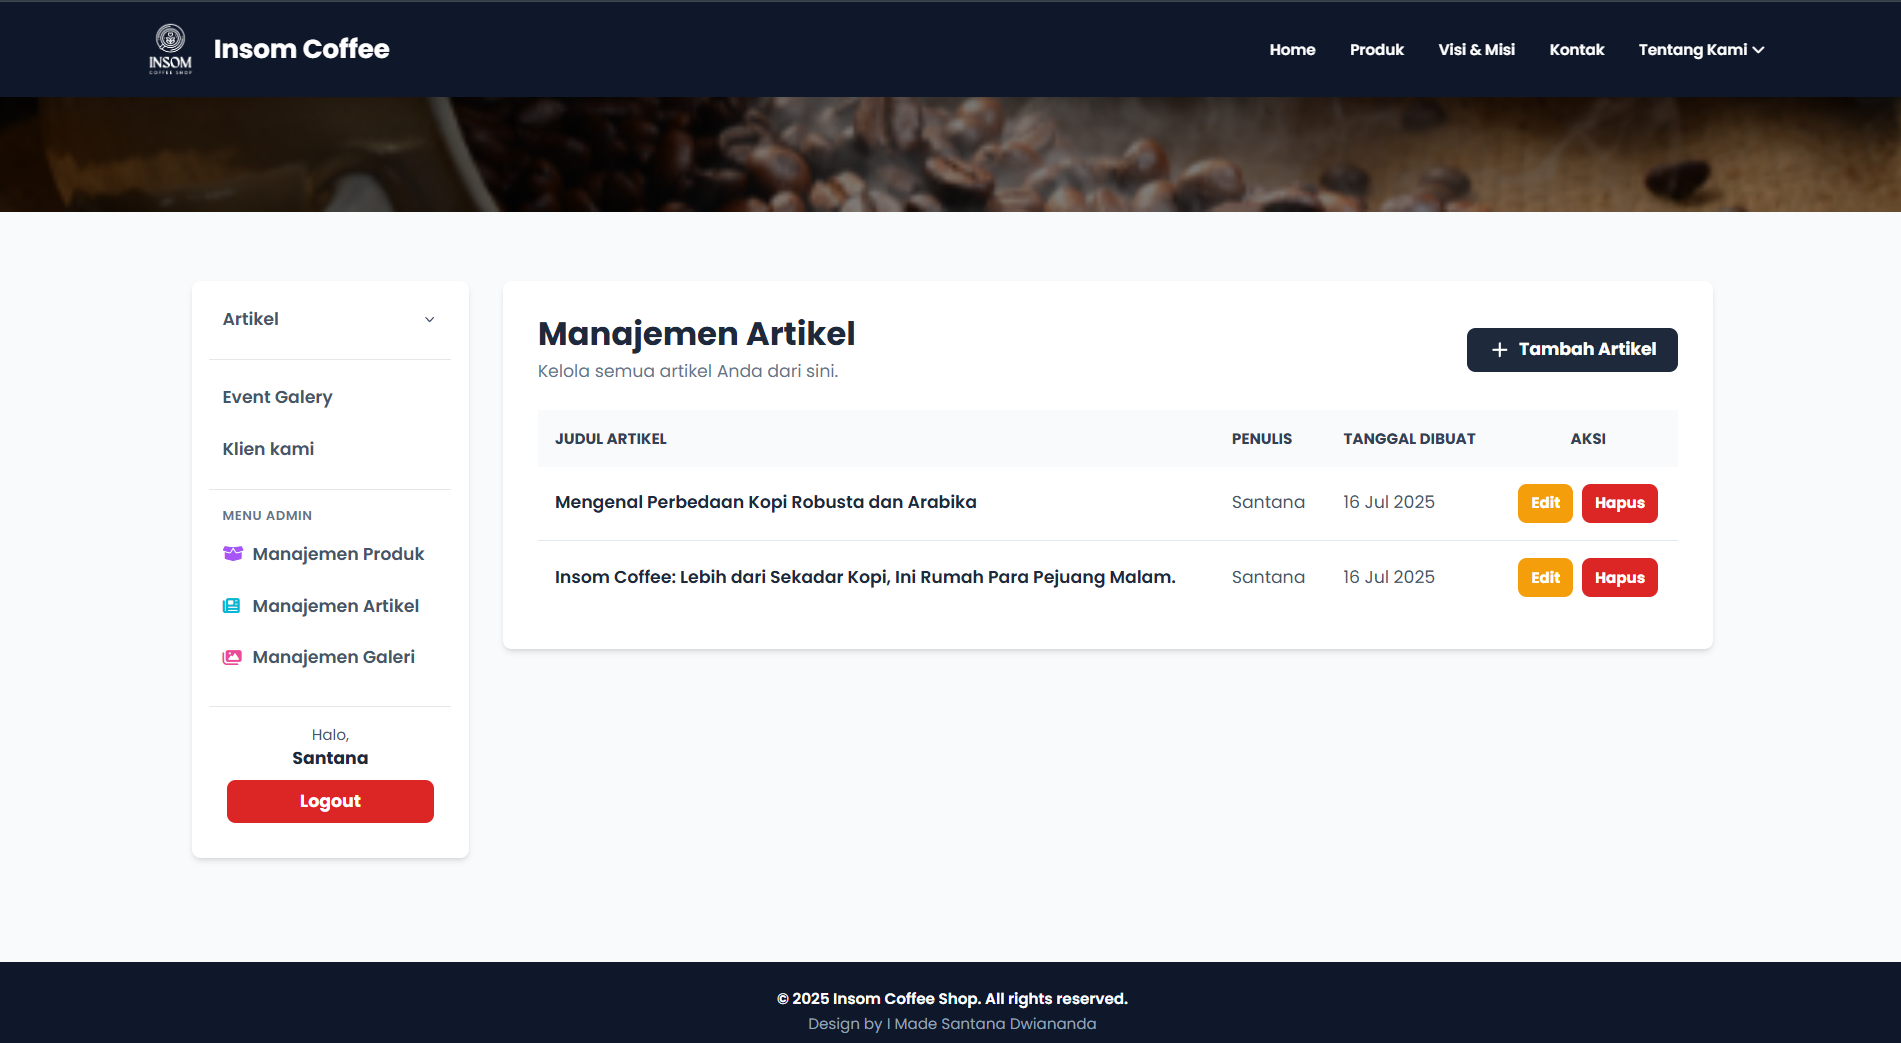 INSOM
COFFEE SHOP
Insom Coffee
Home
Produk
Visi & Misi
Kontak
Tentang Kami
Artikel
Event Galery
Klien kami
MENU ADMIN
Manajemen Produk
Manajemen Artikel
Manajemen Galeri
Halo,
Santana
Logout
Manajemen Artikel
Kelola semua artikel Anda dari sini.
Tambah Artikel
JUDUL ARTIKEL PENULIS TANGGAL DIBUAT AKSI
Mengenal Perbedaan Kopi Robusta dan Arabika Santana 16 Jul 2025 Edit Hapus
Insom Coffee: Lebih dari Sekadar Kopi, Ini Rumah Para Pejuang Malam. Santana 16 Jul 2025 Edit Hapus
© 2025 Insom Coffee Shop. All rights reserved.
Design by I Made Santana Dwiananda